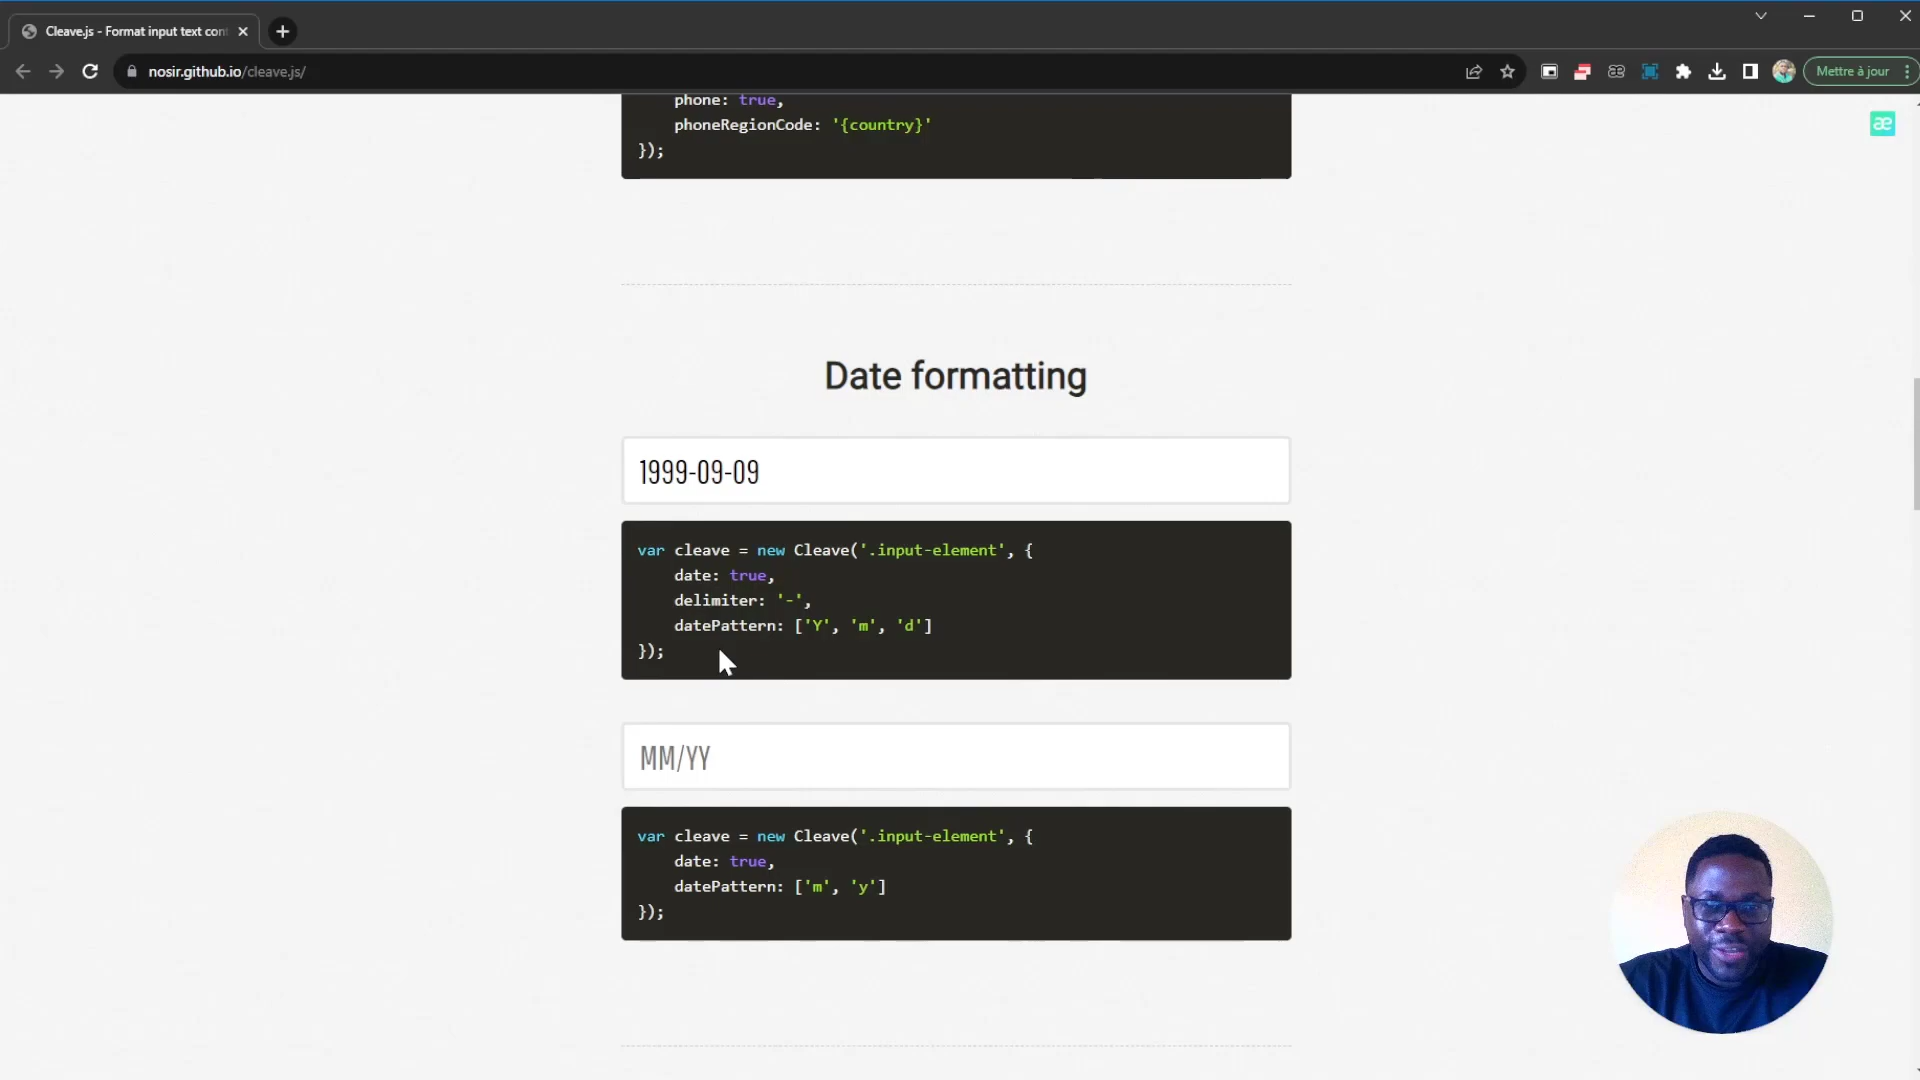 Cleave.js - Format input text con
nosir.github.io/cleave.js/
Mettre à jour
phone: true,
phoneRegionCode: '{country}'
});
æ
Date formatting
1999-09-09
var cleave = new Cleave('.input-element', {
date: true,
delimiter: '-',
datePattern: ['Y', 'm', 'd']
});
MM/YY
var cleave = new Cleave('.input-element', {
date: true,
datePattern: ['m', 'y']
});